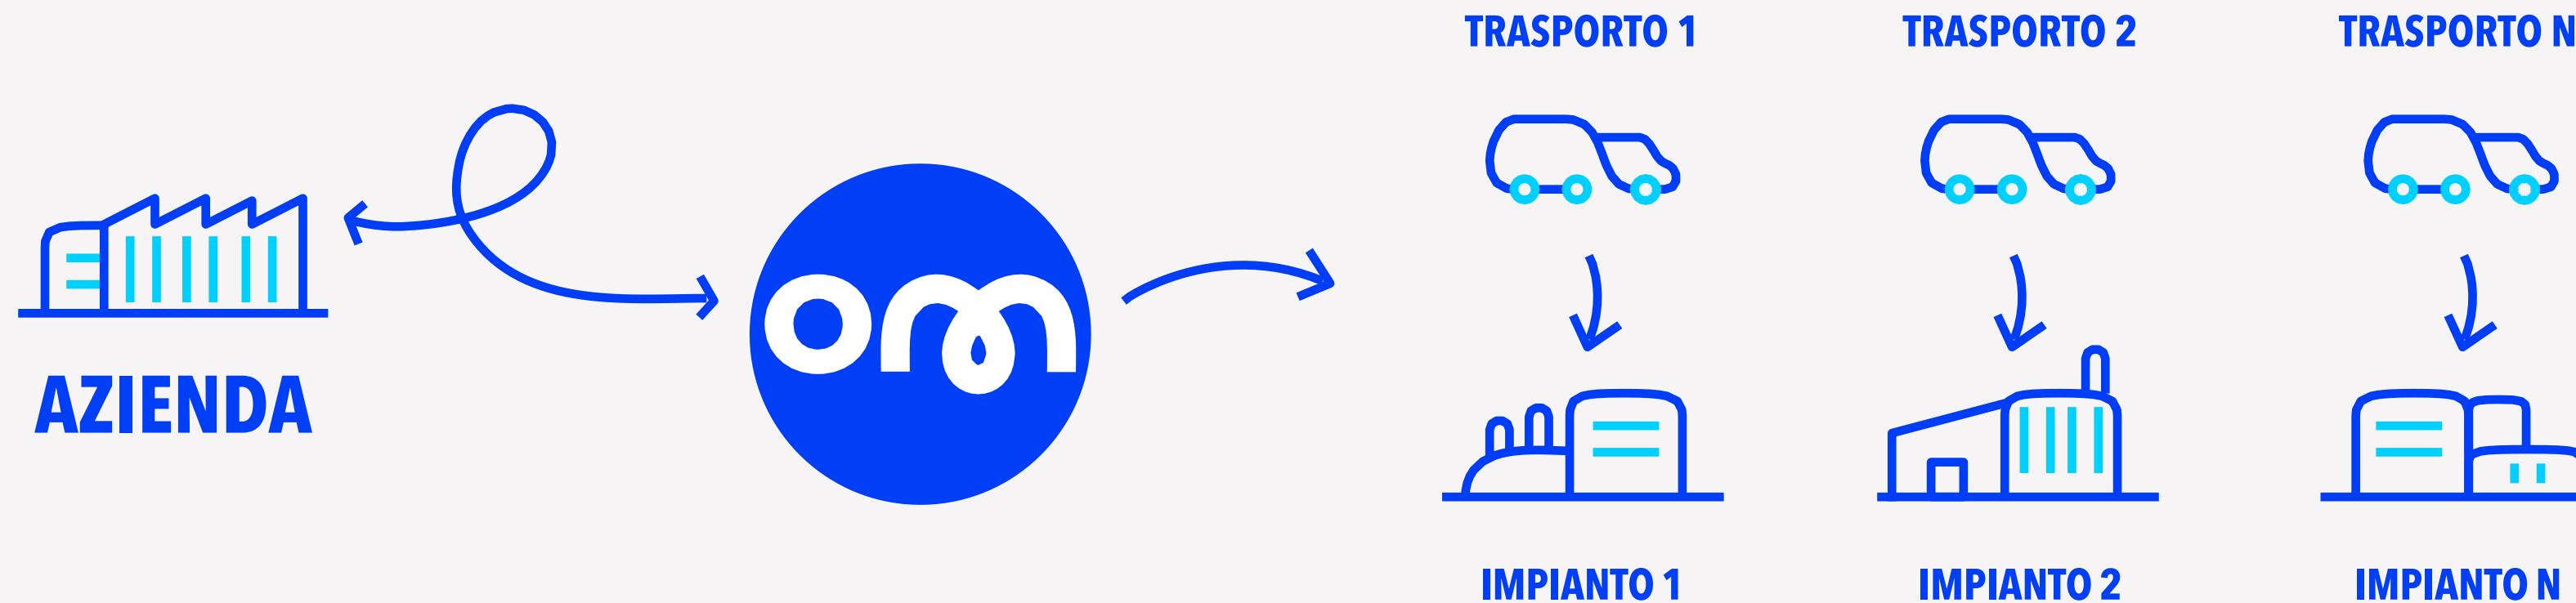 TRASPORTO 1
TRASPORTO 2
TRASPORTO N
om
AZIENDA
IMPIANTO 1
IMPIANTO 2
IMPIANTO N